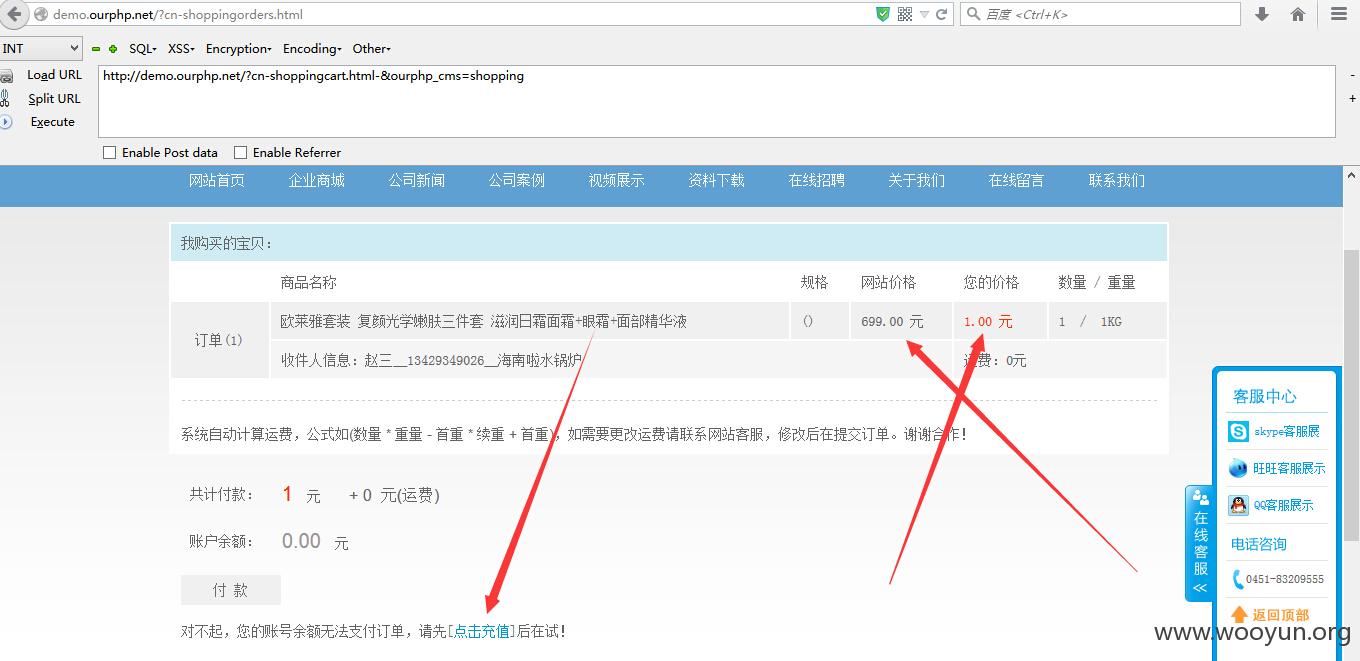 demo.ourphp.net/?cn-shoppingorders.html
百度 <Ctrl+K>
INT SQL- XSS- Encryption- Encoding- Other-
Load URL http://demo.ourphp.net/?cn-shoppingcart.html-&ourphp_cms=shopping
Split URL
Execute
Enable Post data Enable Referrer
网站首页 企业商城 公司新闻 公司案例 视频展示 资料下载 在线招聘 关于我们 在线留言 联系我们
我购买的宝贝：
商品名称 规格 网站价格 您的价格 数量 / 重量
订单(1)
欧莱雅套装 复颜光学嫩肤三件套 滋润日霜面霜+眼霜+面部精华液 () 699.00 元 1.00 元 1 / 1KG
收件人信息：赵三__13429349026__海南啦水锅炉 运费：0元
系统自动计算运费，公式如(数量 * 重量 - 首重 * 续重 + 首重)，如需要更改运费请联系网站客服，修改后在提交订单。谢谢合作！
共计付款： 1 元 + 0 元(运费)
账户余额： 0.00 元
付 款
对不起，您的账号余额无法支付订单，请先[点击充值]后在试！
客服中心
skype客服展
旺旺客服展示
QQ客服展示
电话咨询
0451-83209555
返回顶部
在线客服
<<
www.wooyun.org